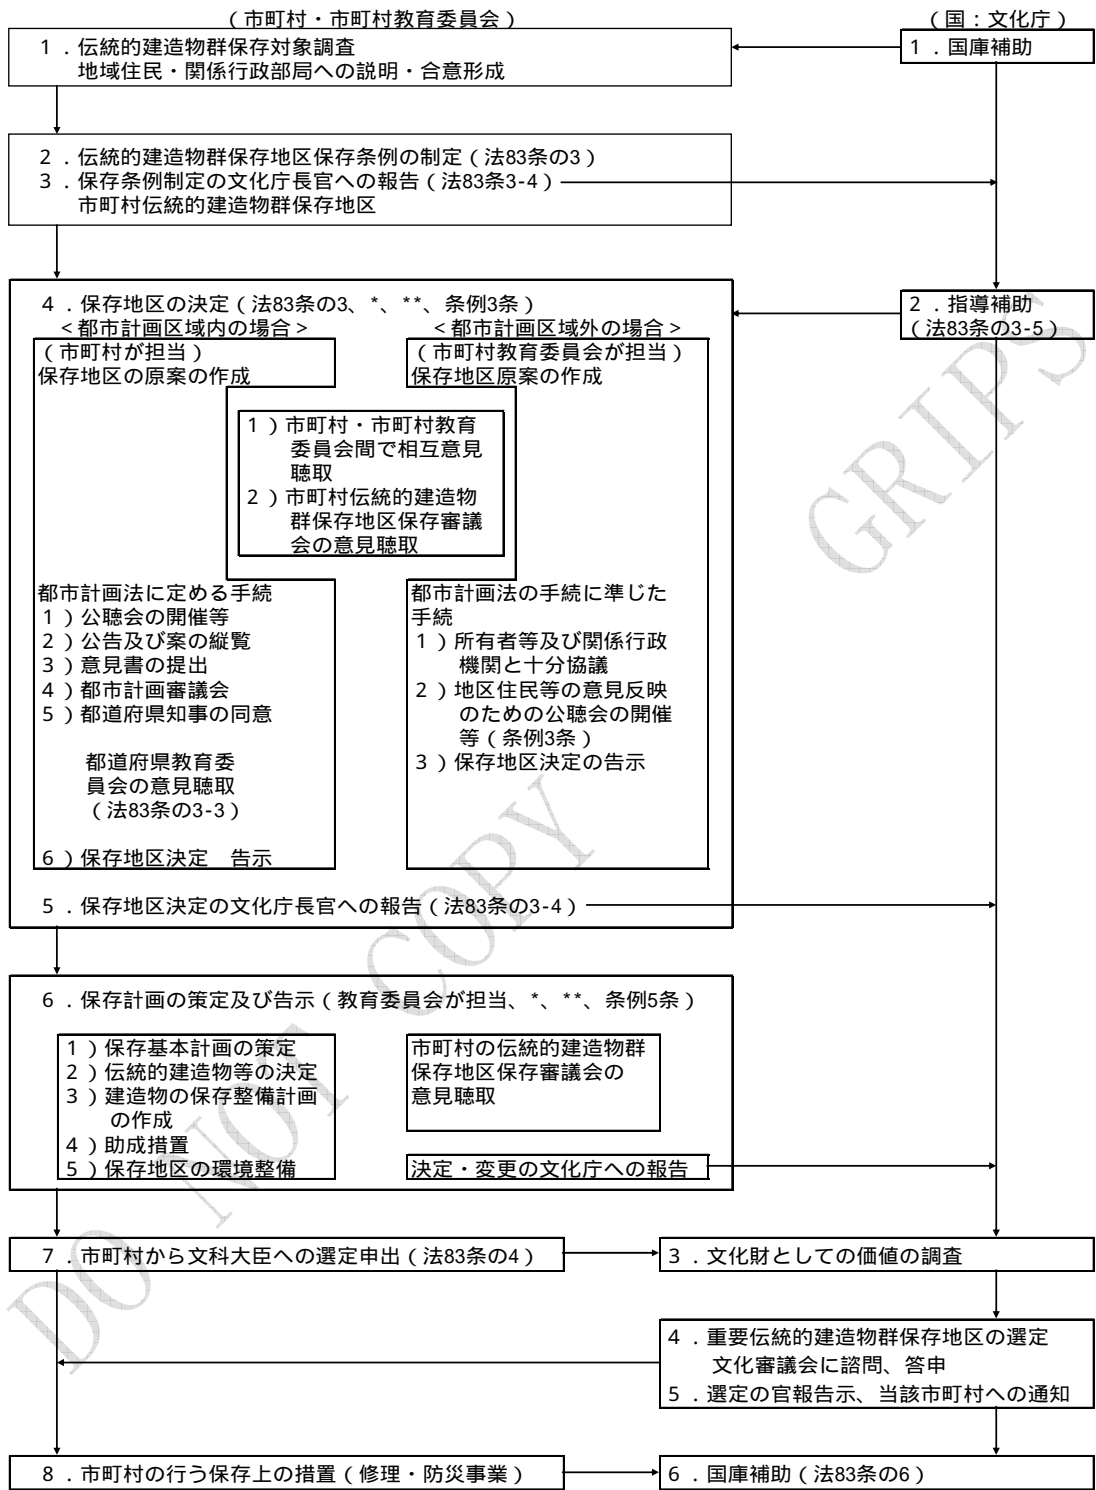 （市町村・市町村教育委員会）
（国：文化庁）
１．伝統的建造物群保存対象調査
地域住民・関係行政部局への説明・合意形成
１．国庫補助
２．伝統的建造物群保存地区保存条例の制定（法83条の3）
３．保存条例制定の文化庁長官への報告（法83条3-4）
市町村伝統的建造物群保存地区
４．保存地区の決定（法83条の3、*、**、条例3条）
２．指導補助
（法83条の3-5）
＜都市計画区域内の場合＞
（市町村が担当）
保存地区の原案の作成
＜都市計画区域外の場合＞
（市町村教育委員会が担当）
保存地区原案の作成
１）市町村・市町村教育
委員会間で相互意見
聴取
２）市町村伝統的建造物
群保存地区保存審議
会の意見聴取
都市計画法に定める手続
１）公聴会の開催等
２）公告及び案の縦覧
３）意見書の提出
４）都市計画審議会
５）都道府県知事の同意
都道府県教育委
員会の意見聴取
（法83条の3-3）
６）保存地区決定　告示
都市計画法の手続に準じた
手続
１）所有者等及び関係行政
機関と十分協議
２）地区住民等の意見反映
のための公聴会の開催
等（条例3条）
３）保存地区決定の告示
５．保存地区決定の文化庁長官への報告（法83条の3-4）
６．保存計画の策定及び告示（教育委員会が担当、*、**、条例5条）
１）保存基本計画の策定
２）伝統的建造物等の決定
３）建造物の保存整備計画
の作成
４）助成措置
５）保存地区の環境整備
市町村の伝統的建造物群
保存地区保存審議会の
意見聴取
決定・変更の文化庁への報告
７．市町村から文科大臣への選定申出（法83条の4）
３．文化財としての価値の調査
４．重要伝統的建造物群保存地区の選定
文化審議会に諮問、答申
５．選定の官報告示、当該市町村への通知
８．市町村の行う保存上の措置（修理・防災事業）
６．国庫補助（法83条の6）
DO NOT COPY
GRIPS